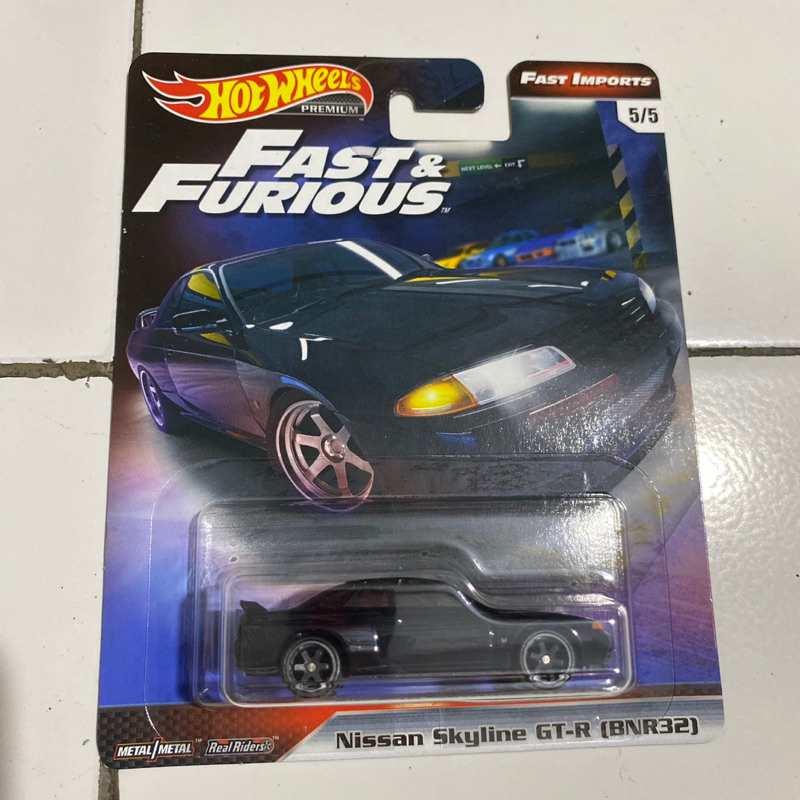 HOT WHEELS
PREMIUM
FAST IMPORTS
5/5
FAST &
FURIOUS
NEXT LEVEL ← EXIT
METAL/METAL™
Real Riders
Nissan Skyline GT-R (BNR32)